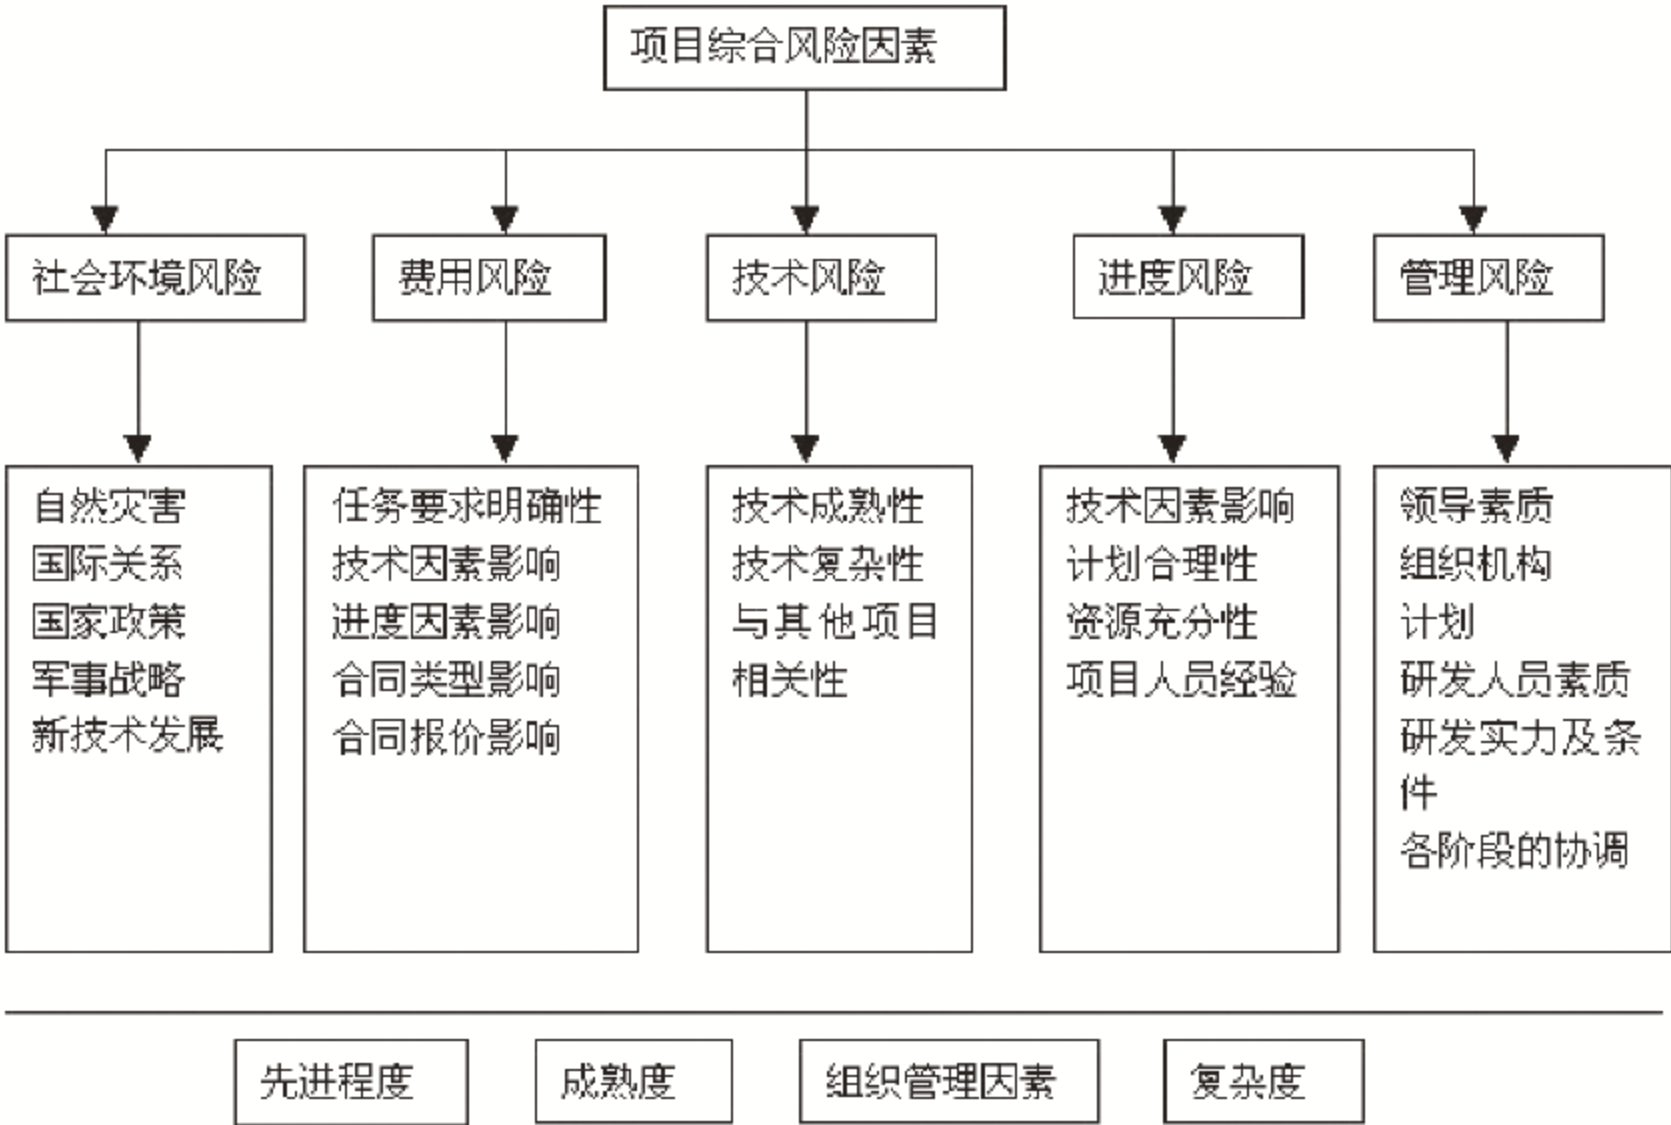 项目综合风险因素
社会环境风险
费用风险
技术风险
进度风险
管理风险
自然灾害
国际关系
国家政策
军事战略
新技术发展
任务要求明确性
技术因素影响
进度因素影响
合同类型影响
合同报价影响
技术成熟性
技术复杂性
与其他项目
相关性
技术因素影响
计划合理性
资源充分性
项目人员经验
领导素质
组织机构
计划
研发人员素质
研发实力及条
件
各阶段的协调
先进程度
成熟度
组织管理因素
复杂度